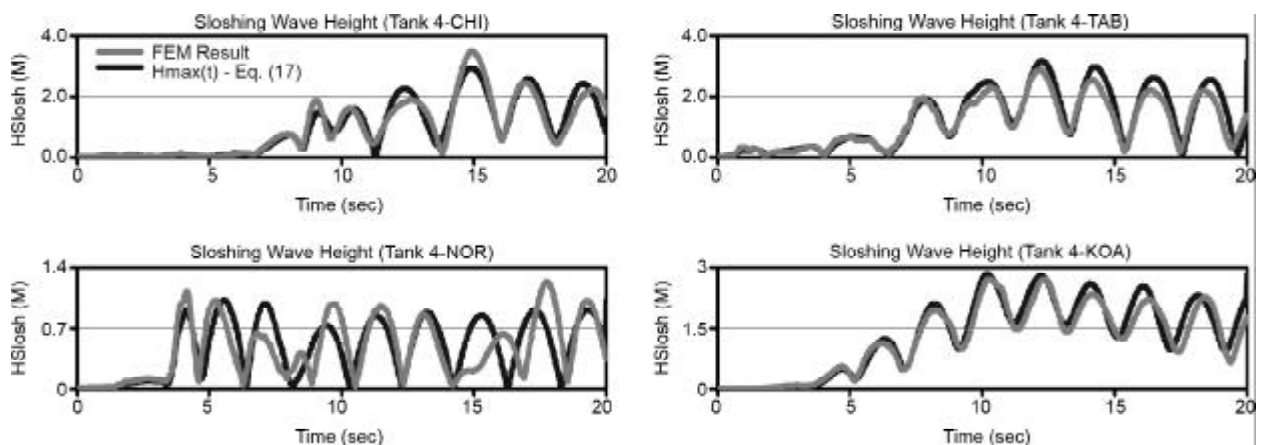 Sloshing Wave Height (Tank 4-CHI)
4.0
2.0
0.0
HSlosh (M)
FEM Result
Hmax(t) - Eq. (17)
0 5 10 15 20
Time (sec)
Sloshing Wave Height (Tank 4-TAB)
4.0
2.0
0.0
HSlosh (M)
0 5 10 15 20
Time (sec)
Sloshing Wave Height (Tank 4-NOR)
1.4
0.7
0
HSlosh (M)
0 5 10 15 20
Time (sec)
Sloshing Wave Height (Tank 4-KOA)
3
1.5
0
HSlosh (M)
0 5 10 15 20
Time (sec)